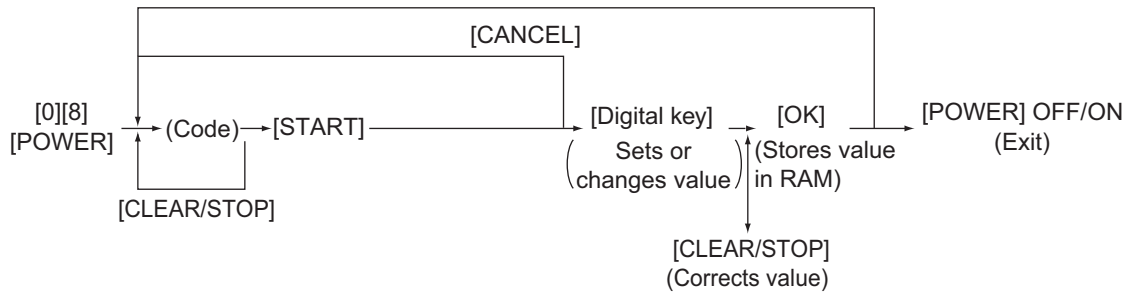 [CANCEL]
[0][8]
[POWER]
(Code)
[START]
[CLEAR/STOP]
[Digital key]
(Sets or
changes value)
[OK]
(Stores value
in RAM)
[CLEAR/STOP]
(Corrects value)
[POWER] OFF/ON
(Exit)